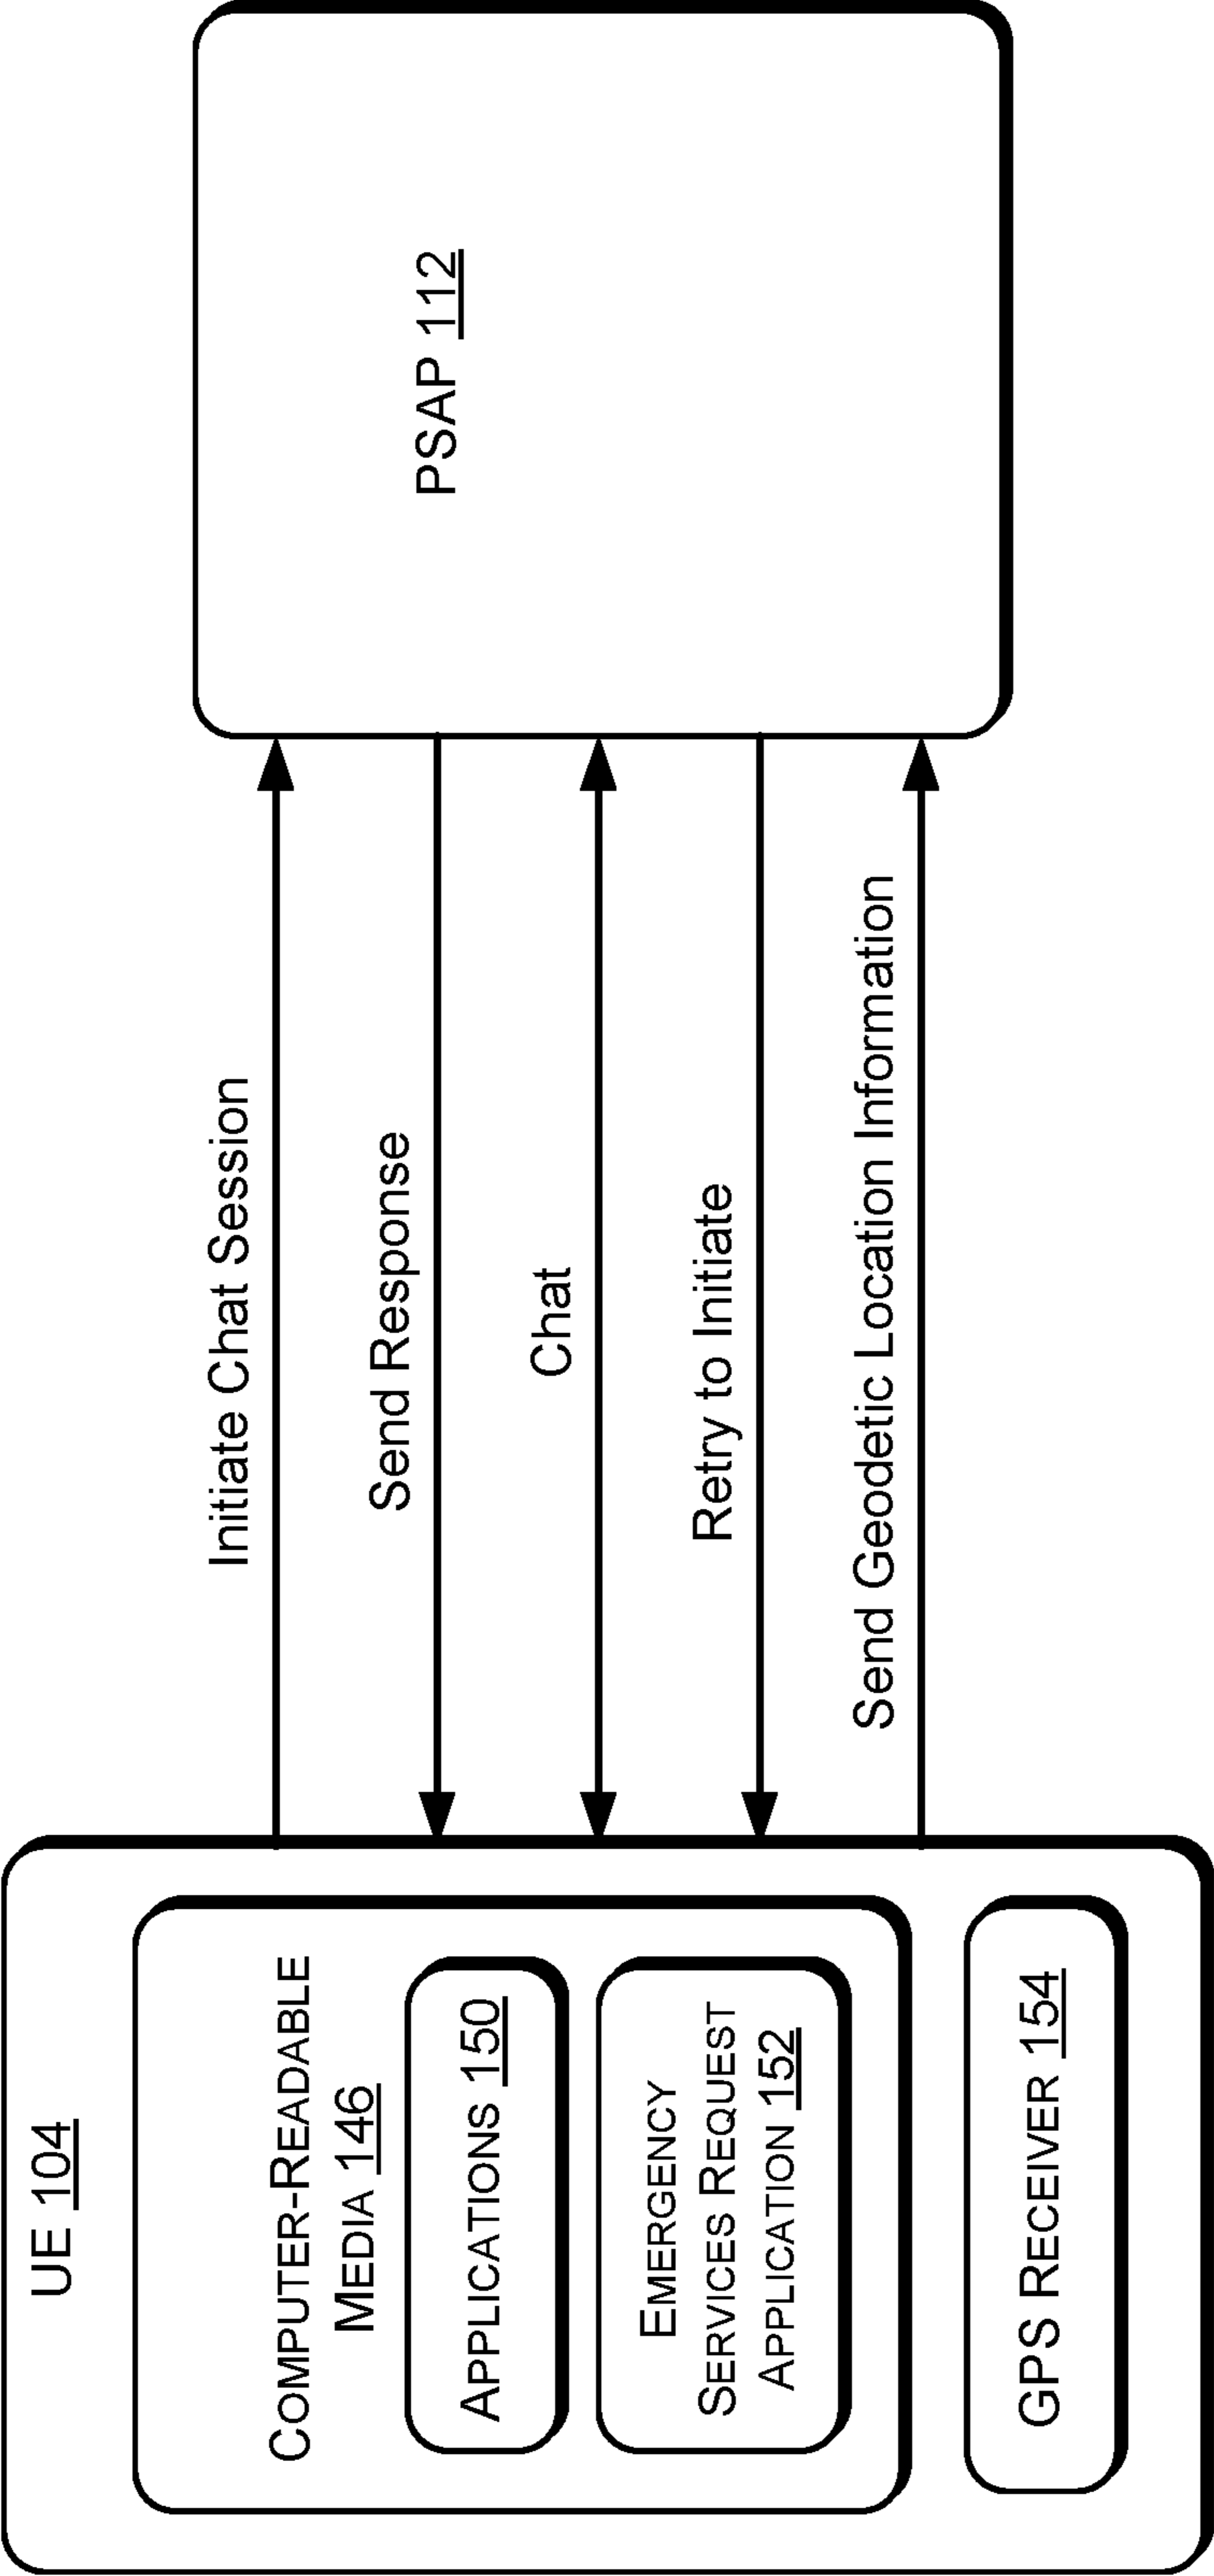 UE 104
COMPUTER-READABLE
MEDIA 146
APPLICATIONS 150
EMERGENCY
SERVICES REQUEST
APPLICATION 152
GPS RECEIVER 154
Initiate Chat Session
Send Response
Chat
Retry to Initiate
Send Geodetic Location Information
PSAP 112